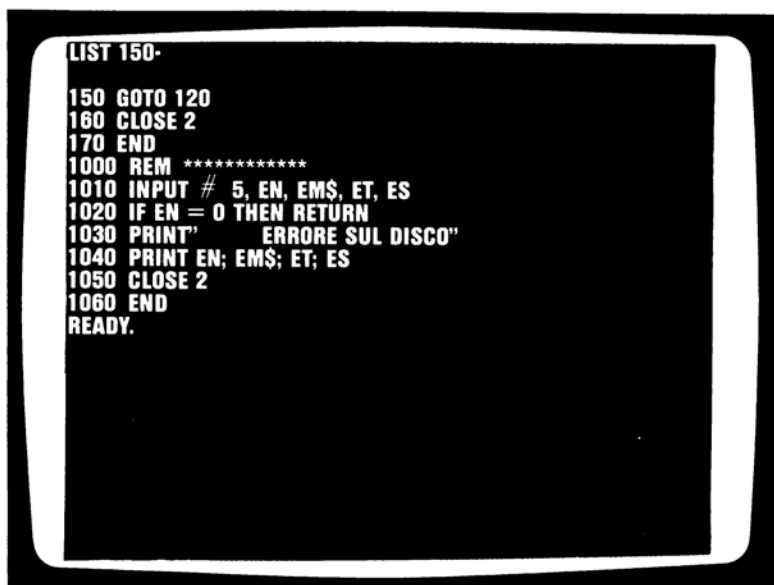 LIST 150-
150 GOTO 120
160 CLOSE 2
170 END
1000 REM ************
1010 INPUT # 5, EN, EM$, ET, ES
1020 IF EN = 0 THEN RETURN
1030 PRINT" ERRORE SUL DISCO"
1040 PRINT EN; EM$; ET; ES
1050 CLOSE 2
1060 END
READY.